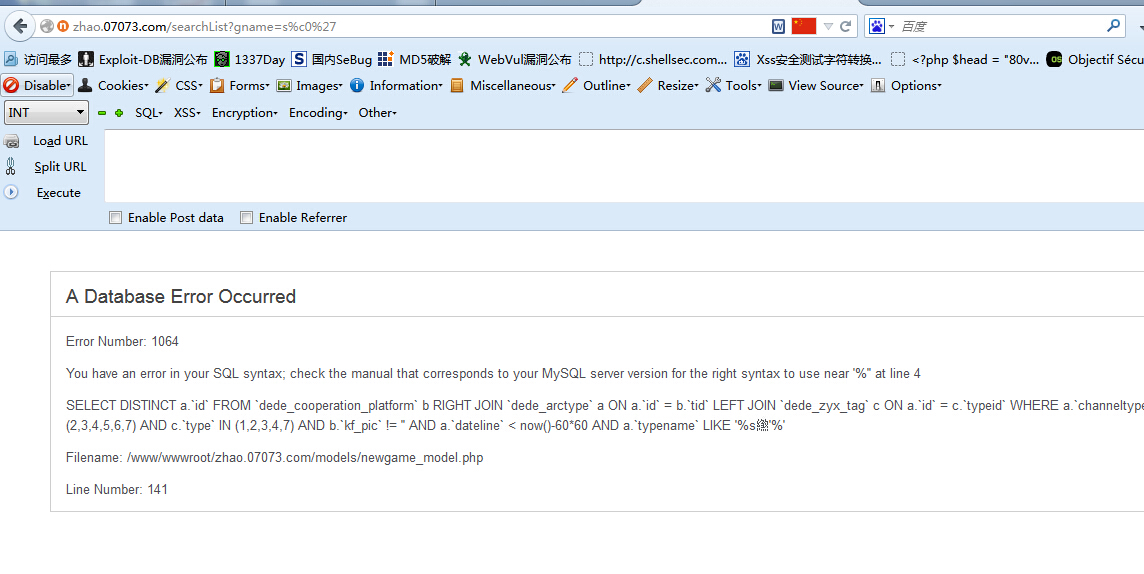 zhao.07073.com/searchList?gname=s%c0%27
百度
访问最多 Exploit-DB漏洞公布 1337Day 国内SeBug MD5破解 WebVul漏洞公布 http://c.shellsec.com... Xss安全测试字符转换... <?php $head = "80v... Objectif Sécu
Disable Cookies CSS Forms Images Information Miscellaneous Outline Resize Tools View Source Options
INT SQL XSS Encryption Encoding Other
Load URL
Split URL
Execute
Enable Post data Enable Referrer
A Database Error Occurred
Error Number: 1064
You have an error in your SQL syntax; check the manual that corresponds to your MySQL server version for the right syntax to use near '%'' at line 4
SELECT DISTINCT a.`id` FROM `dede_cooperation_platform` b RIGHT JOIN `dede_arctype` a ON a.`id` = b.`tid` LEFT JOIN `dede_zyx_tag` c ON a.`id` = c.`typeid` WHERE a.`channeltype
(2,3,4,5,6,7) AND c.`type` IN (1,2,3,4,7) AND b.`kf_pic` != '' AND a.`dateline` < now()-60*60 AND a.`typename` LIKE '%s'%'
Filename: /www/wwwroot/zhao.07073.com/models/newgame_model.php
Line Number: 141